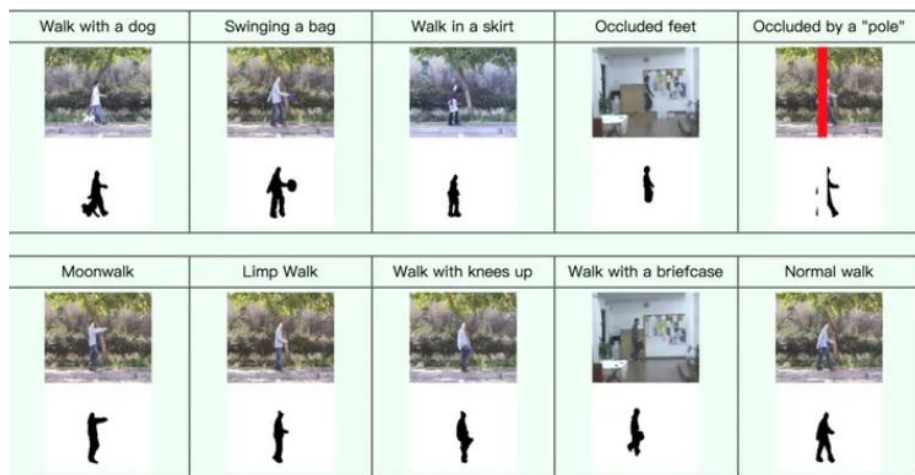 Walk with a dog
Swinging a bag
Walk in a skirt
Occluded feet
Occluded by a "pole"
Moonwalk
Limp Walk
Walk with knees up
Walk with a briefcase
Normal walk